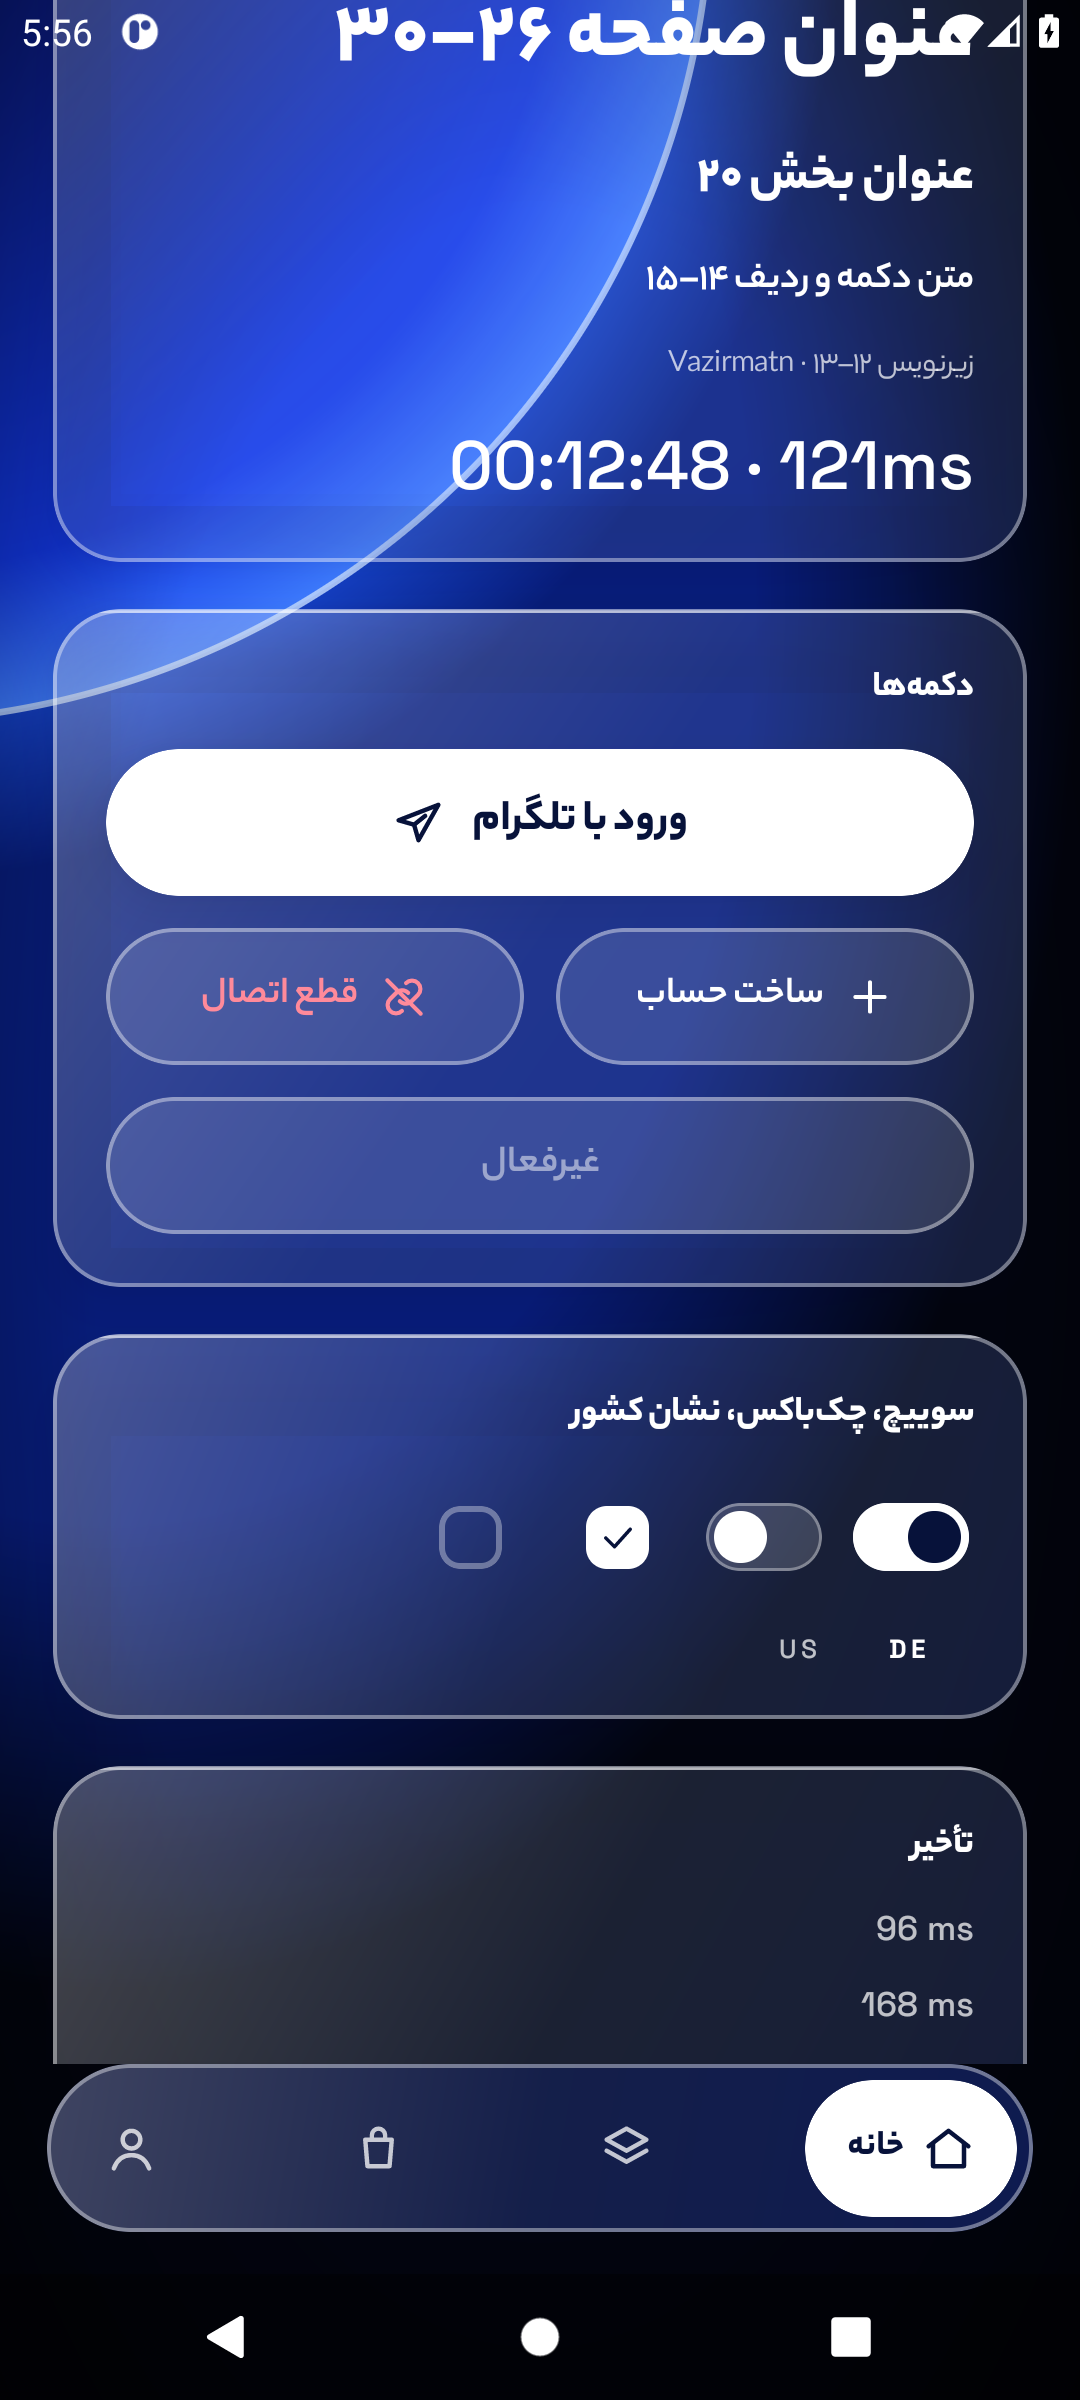 5:56
عنوان صفحه ۲۶–۳۰
عنوان بخش ۲۰
متن دکمه و ردیف ۱۴–۱۵
زیرنویس ۱۲–۱۳ · Vazirmatn
00:12:48 · 121ms
دکمه‌ها
ورود با تلگرام
ساخت حساب
قطع اتصال
غیرفعال
سوییچ، چک‌باکس، نشان کشور
DE
US
تأخیر
96 ms
168 ms
خانه